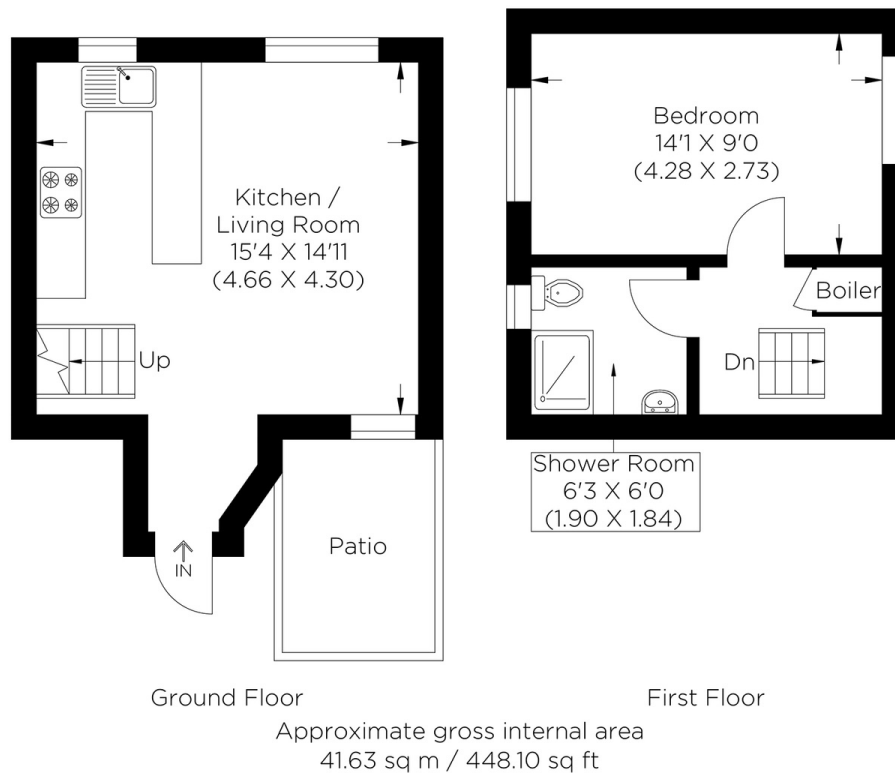 Kitchen /
Living Room
15'4 X 14'11
(4.66 X 4.30)
Up
IN
Patio
Ground Floor
Bedroom
14'1 X 9'0
(4.28 X 2.73)
Boiler
Dn
Shower Room
6'3 X 6'0
(1.90 X 1.84)
First Floor
Approximate gross internal area
41.63 sq m / 448.10 sq ft